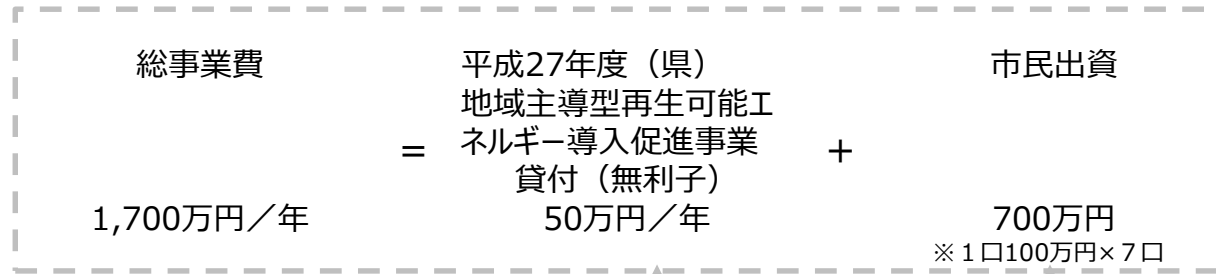 総事業費
1,700万円／年
＝
平成27年度（県）
地域主導型再生可能エ
ネルギー導入促進事業
貸付（無利子）
50万円／年
＋
市民出資
700万円
※１口100万円×７口